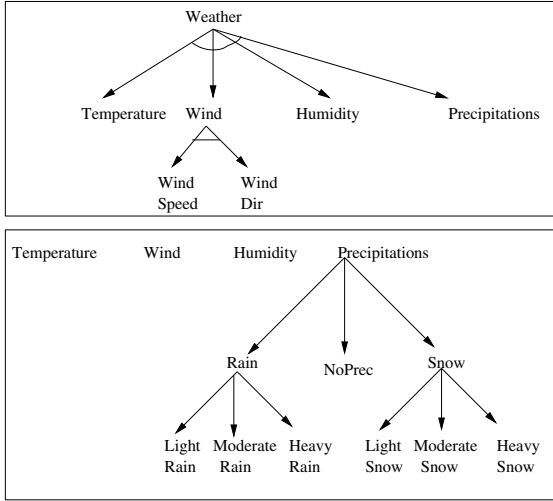 Weather
Temperature Wind Humidity Precipitations
Wind Wind
Speed Dir
Temperature Wind Humidity Precipitations
Rain NoPrec Snow
Light Moderate Heavy Light Moderate Heavy
Rain Rain Rain Snow Snow Snow